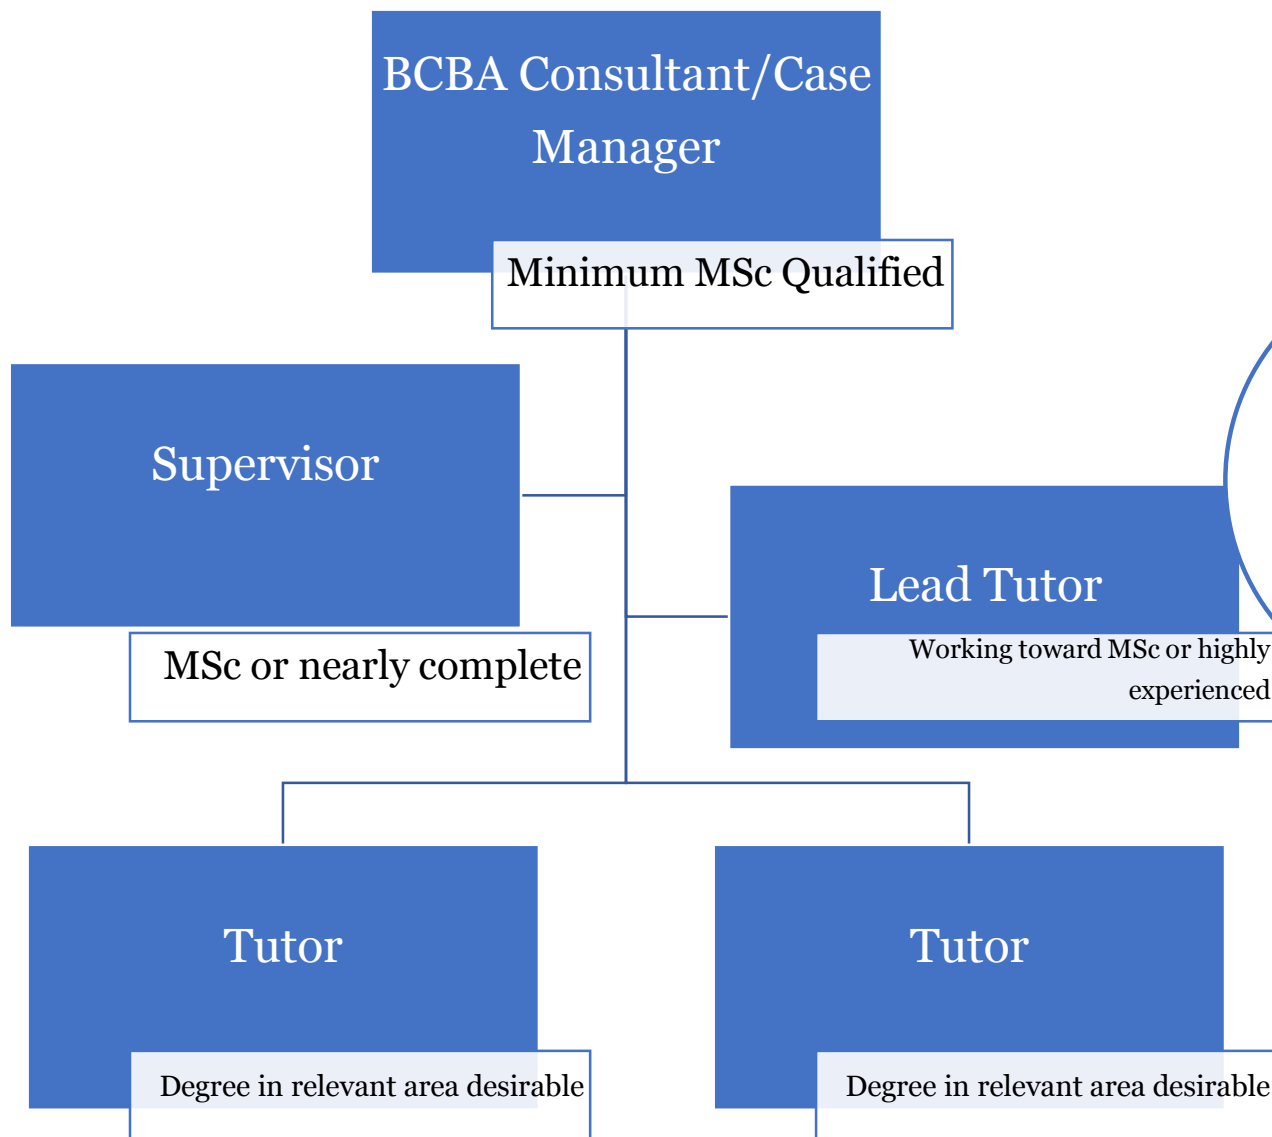 BCBA Consultant/Case
Manager
Minimum MSc Qualified
Supervisor
MSc or nearly complete
Lead Tutor
Working toward MSc or highly
experienced
Tutor
Degree in relevant area desirable
Tutor
Degree in relevant area desirable